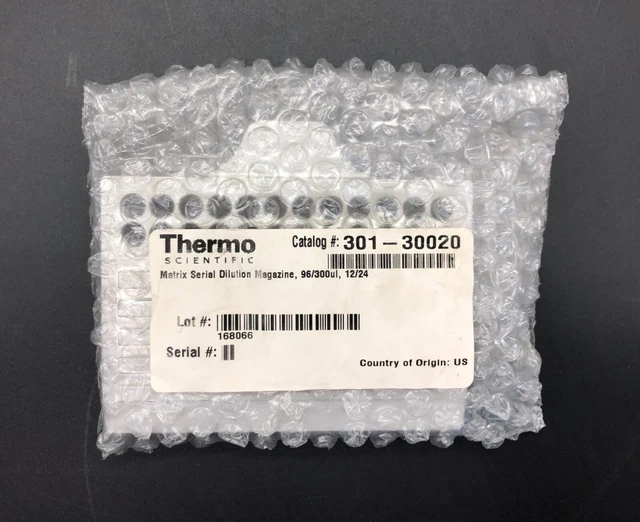 Thermo
SCIENTIFIC
Catalog #: 301-30020
Matrix Serial Dilution Magazine, 96/300ul, 12/24
Lot #:
168066
Serial #:
Country of Origin: US